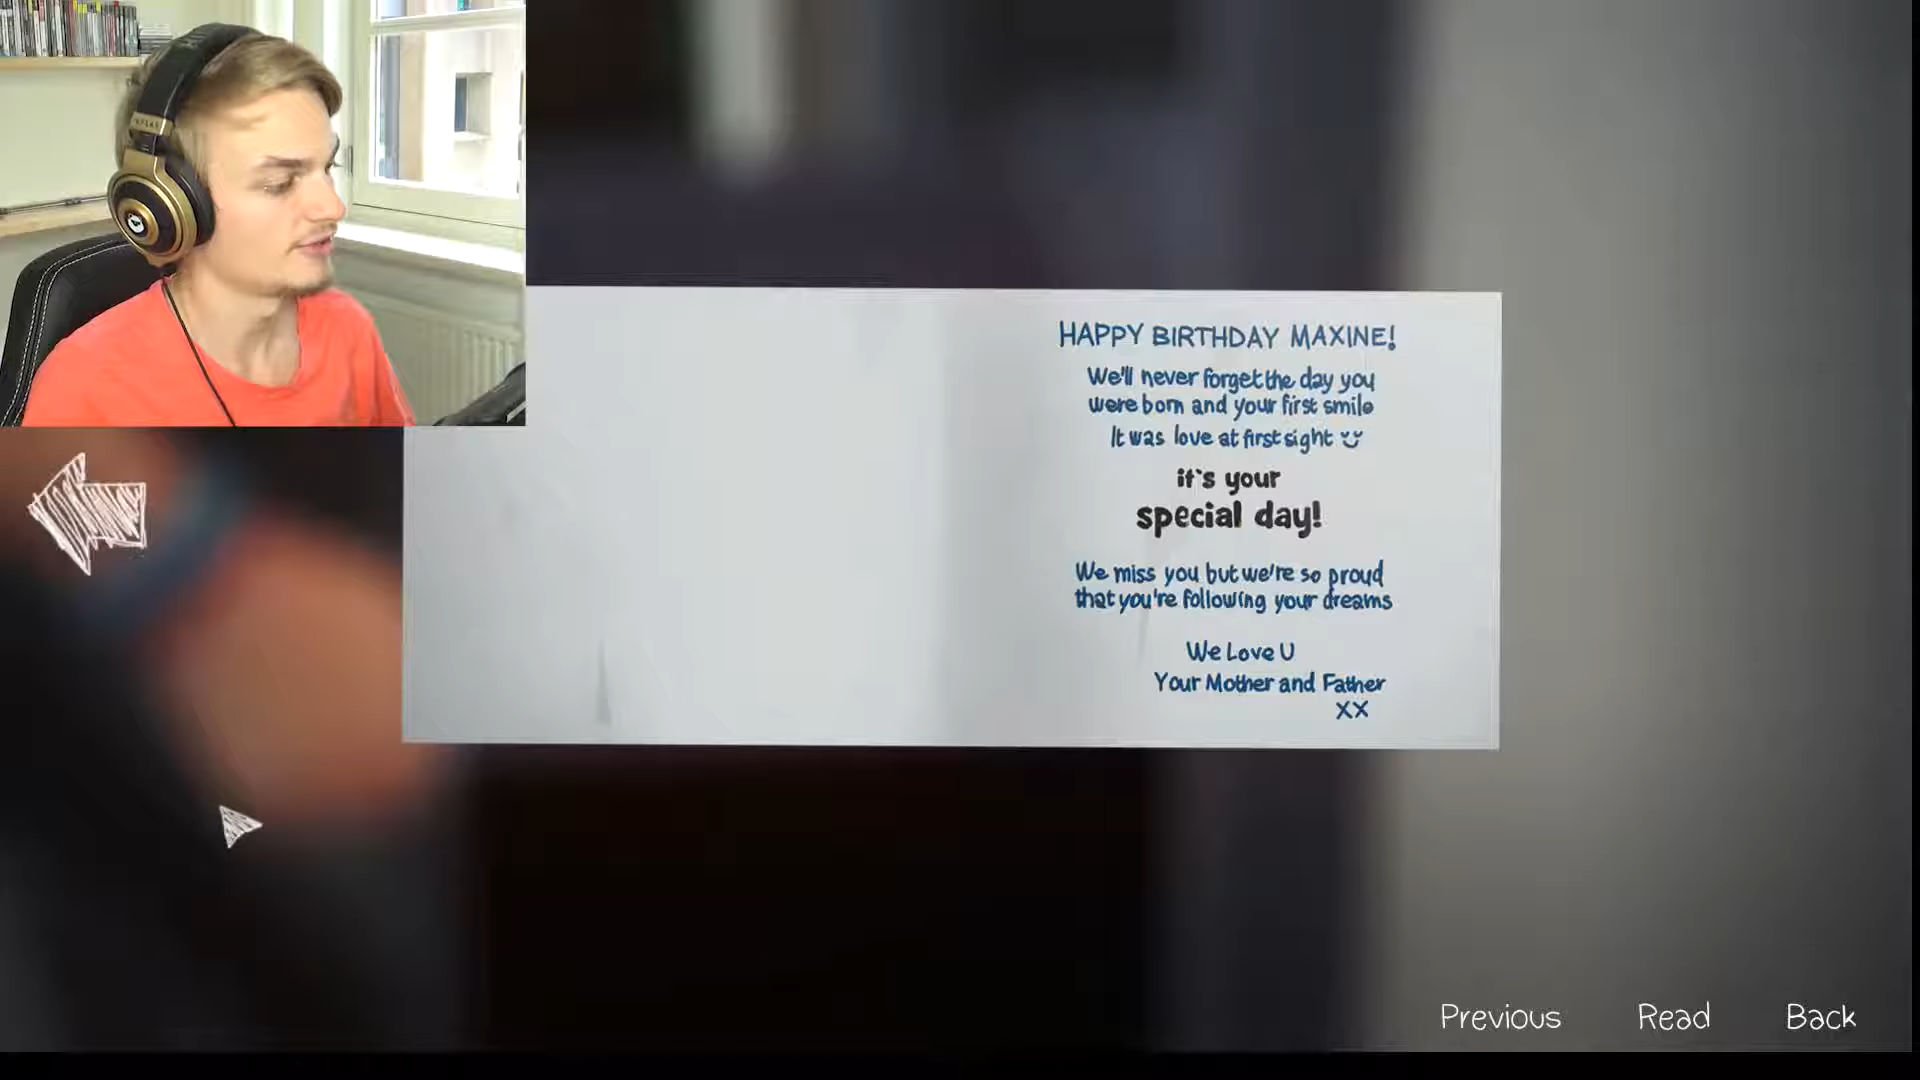 HAPPY BIRTHDAY MAXINE!
We'll never forget the day you
were born and your first smile
It was love at first sight
it's your
special day!
We miss you but we're so proud
that you're following your dreams
We Love U
Your Mother and Father
XX
Previous
Read
Back